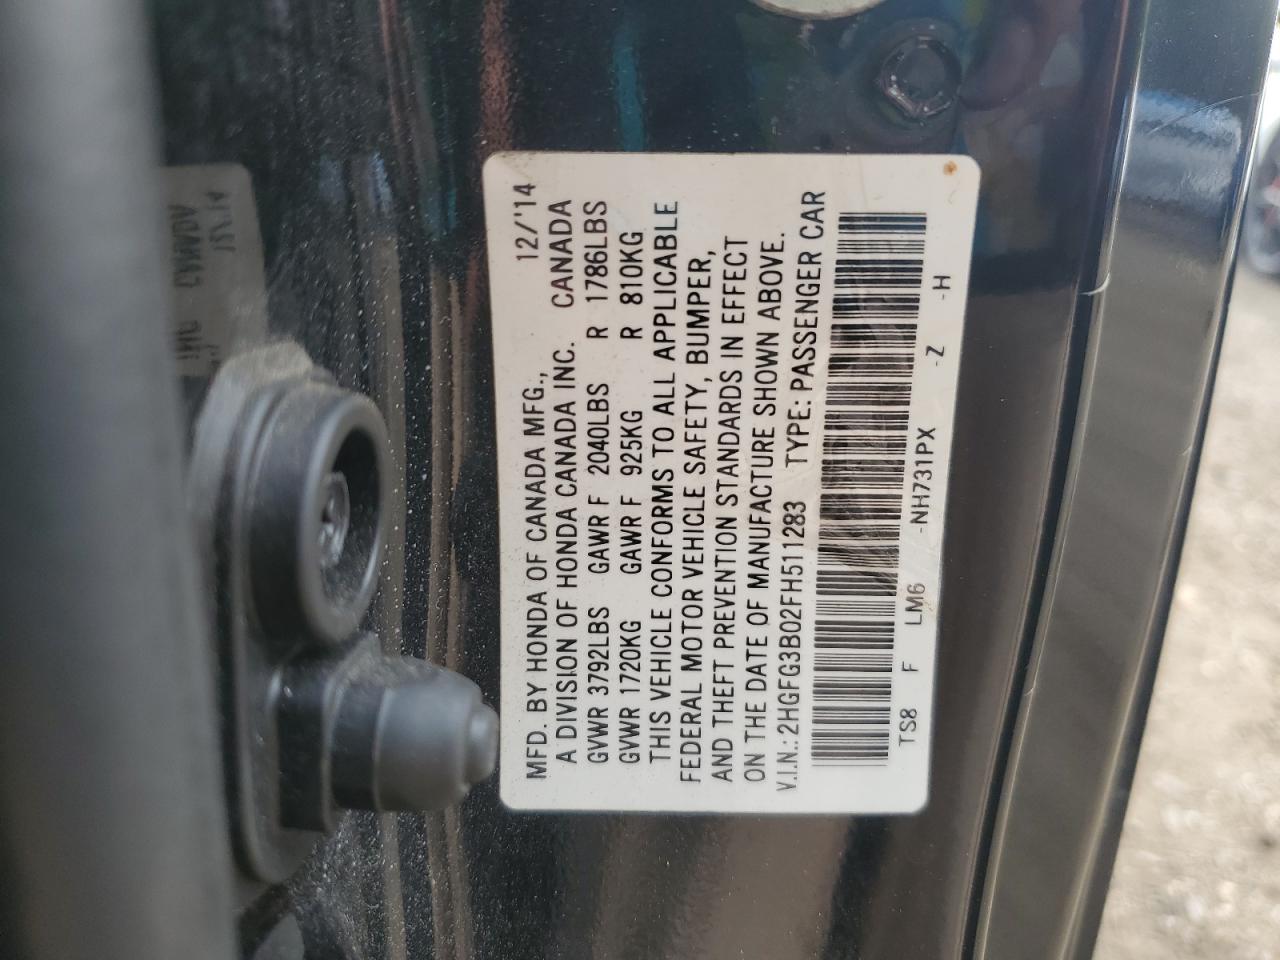 MFD. BY HONDA OF CANADA MFG., 12/'14
A DIVISION OF HONDA CANADA INC. CANADA
GVWR 3792LBS GAWR F 2040LBS R 1786LBS
GVWR 1720KG GAWR F 925KG R 810KG
THIS VEHICLE CONFORMS TO ALL APPLICABLE
FEDERAL MOTOR VEHICLE SAFETY, BUMPER,
AND THEFT PREVENTION STANDARDS IN EFFECT
ON THE DATE OF MANUFACTURE SHOWN ABOVE.
V.I.N.: 2HGFG3B02FH511283 TYPE: PASSENGER CAR
TS8 F LM6 -NH731PX -Z -H